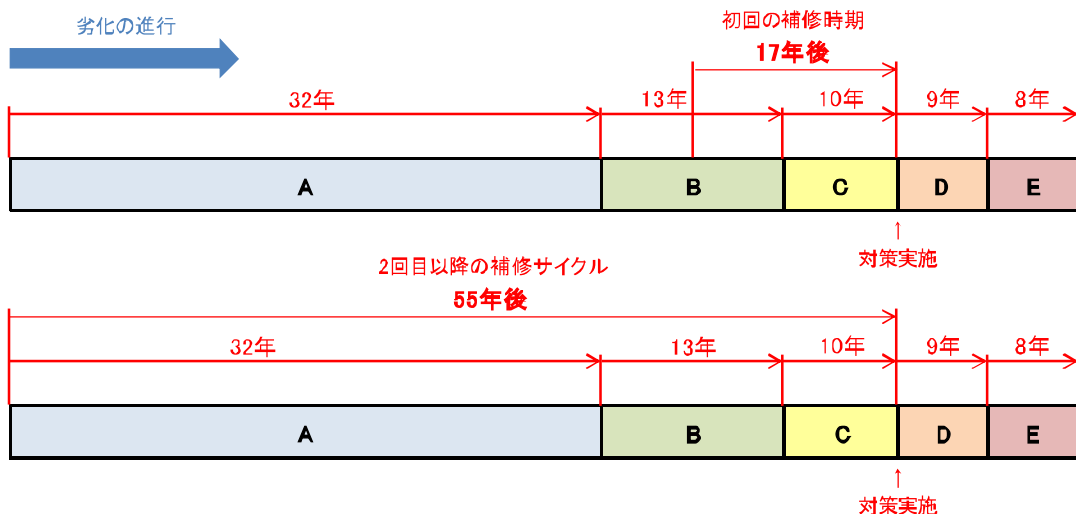 劣化の進行
初回の補修時期
17年後
32年
13年
10年
9年
8年
A
B
C
D
E
↑
対策実施
2回目以降の補修サイクル
55年後
32年
13年
10年
9年
8年
A
B
C
D
E
↑
対策実施